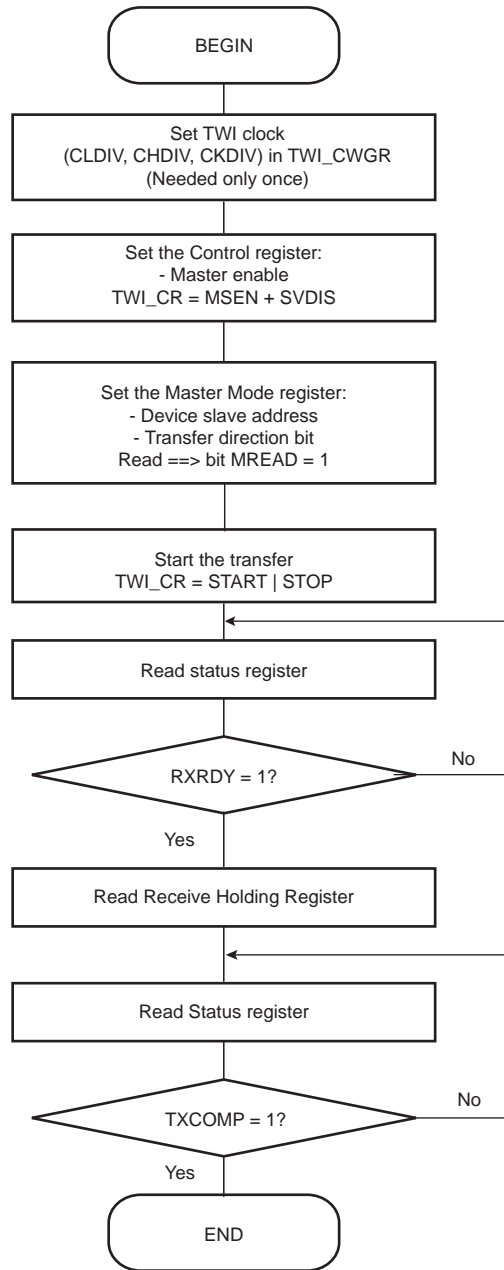 BEGIN
Set TWI clock
(CLDIV, CHDIV, CKDIV) in TWI_CWGR
(Needed only once)
Set the Control register:
- Master enable
TWI_CR = MSEN + SVDIS
Set the Master Mode register:
- Device slave address
- Transfer direction bit
Read ==> bit MREAD = 1
Start the transfer
TWI_CR = START | STOP
Read status register
RXRDY = 1?
No
Yes
Read Receive Holding Register
Read Status register
TXCOMP = 1?
No
Yes
END